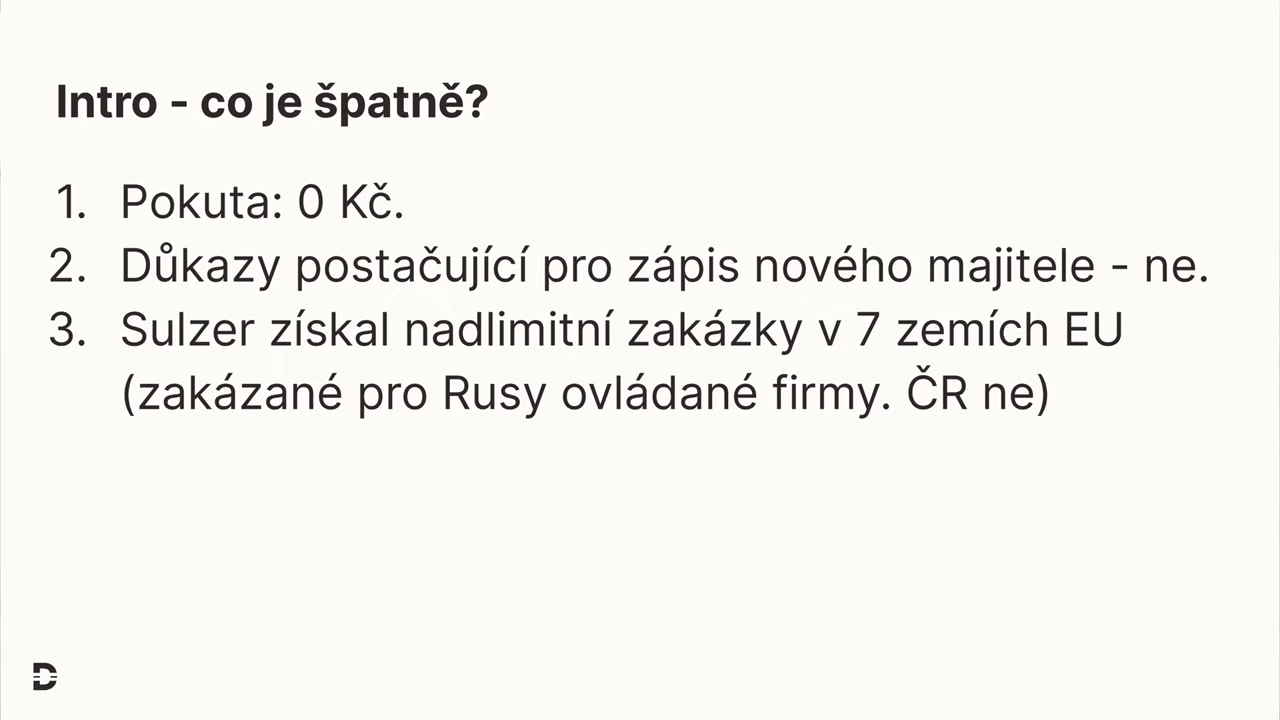 Intro - co je špatně?
1. Pokuta: 0 Kč.
2. Důkazy postačující pro zápis nového majitele - ne.
3. Sulzer získal nadlimitní zakázky v 7 zemích EU
(zakázané pro Rusy ovládané firmy. ČR ne)
D